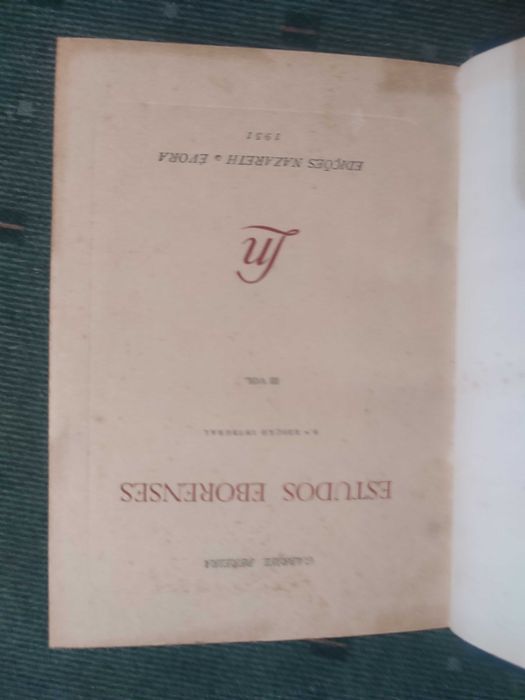 GABRIEL PEREIRA
ESTUDOS EBORENSES
2.ª EDIÇÃO INTEGRAL
III VOL.
EDIÇÕES NAZARETH ÉVORA
1951